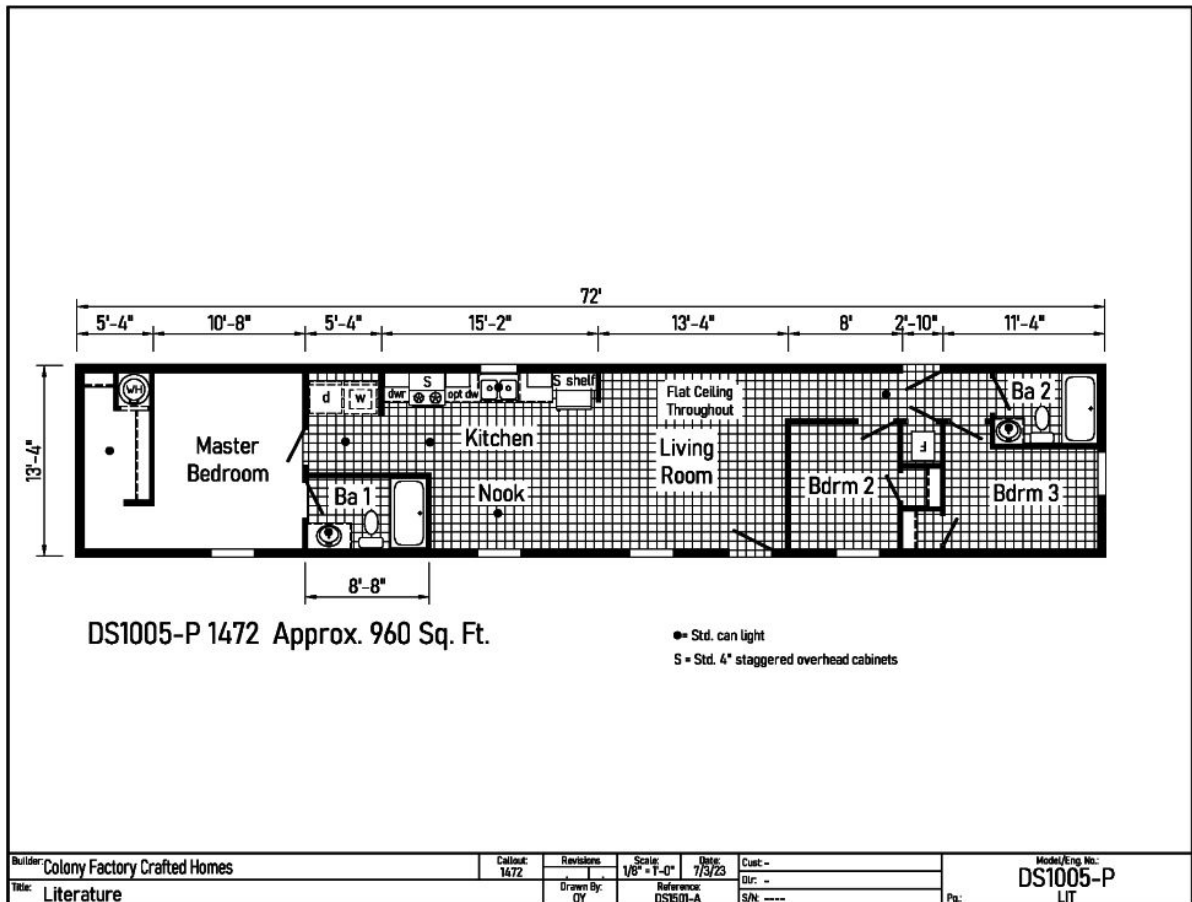 72'
5'-4" 10'-8" 5'-4" 15'-2" 13'-4" 8' 2'-10" 11'-4"
13'-4"
WH
d w
dwr
S
opt dw
S shelf
Flat Ceiling
Throughout
Ba 2
Master
Bedroom
Kitchen
Living
Room
F
Ba 1
Nook
Bdrm 2
Bdrm 3
8'-8"
DS1005-P 1472 Approx. 960 Sq. Ft.
●= Std. can light
S = Std. 4" staggered overhead cabinets
Builder: Colony Factory Crafted Homes
Title: Literature
Callout:
1472
Revisions
Drawn By:
OY
Scale:
1/8" = 1'-0"
Date:
7/3/23
Reference:
DS1501-A
Cust: -
Dlr: -
S/N: ----
Model/Eng. No.:
DS1005-P
Pg.: LIT